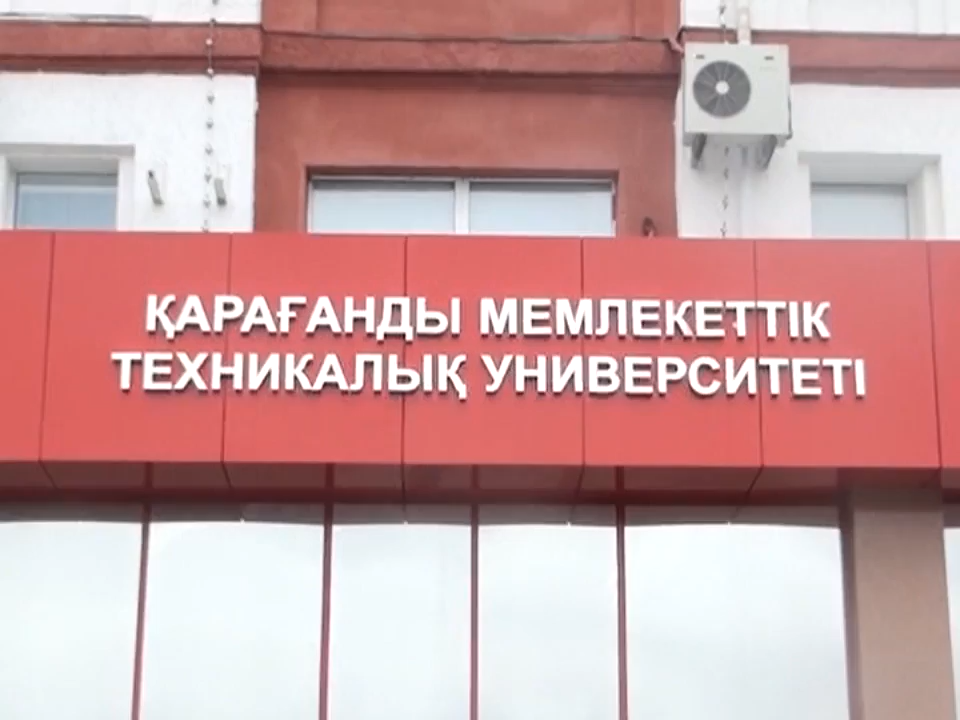 ҚАРАҒАНДЫ МЕМЛЕКЕТТІК
ТЕХНИКАЛЫҚ УНИВЕРСИТЕТІ